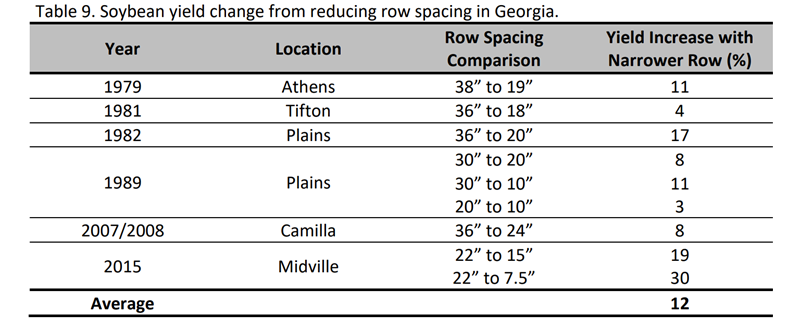 Table 9. Soybean yield change from reducing row spacing in Georgia.
Year Location Row Spacing Comparison Yield Increase with Narrower Row (%)
1979 Athens 38” to 19” 11
1981 Tifton 36” to 18” 4
1982 Plains 36” to 20” 17
1989 Plains 30” to 20” 8
30” to 10” 11
20” to 10” 3
2007/2008 Camilla 36” to 24” 8
2015 Midville 22” to 15” 19
22” to 7.5” 30
Average 12